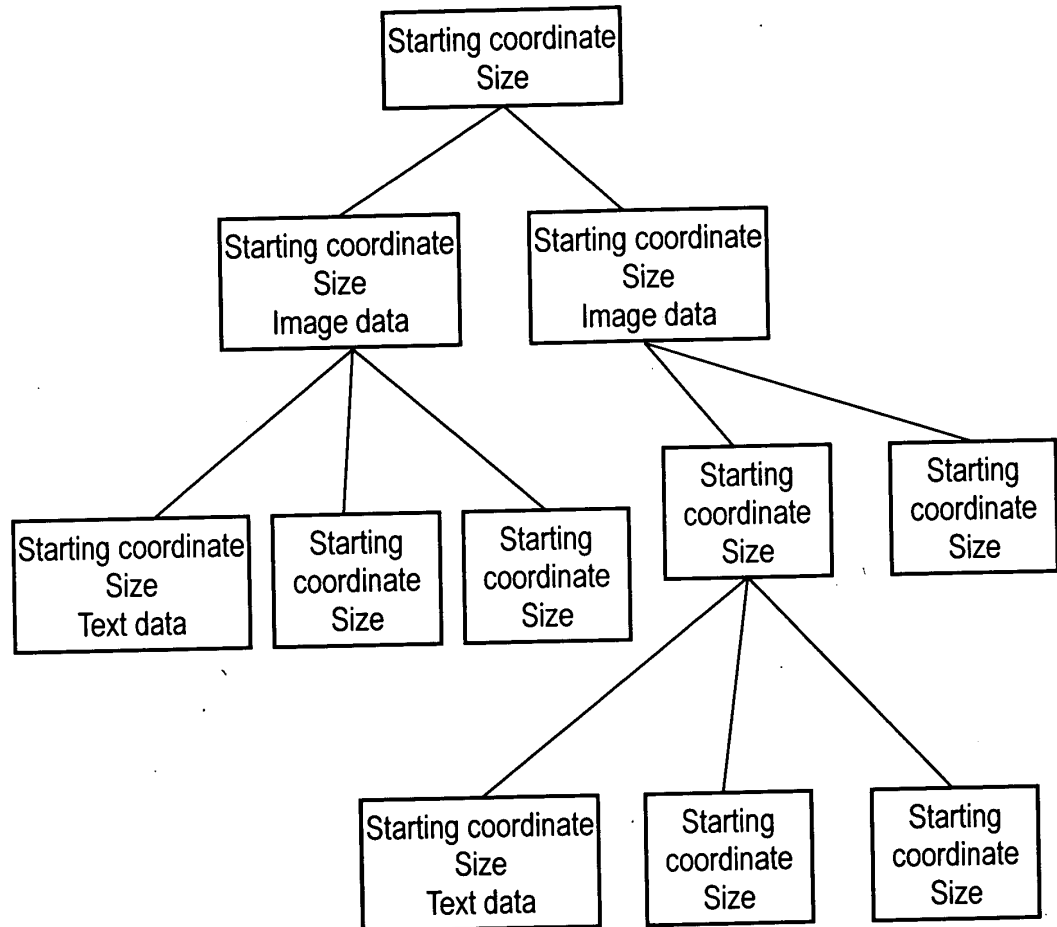 Starting coordinate
Size
Starting coordinate
Size
Image data
Starting coordinate
Size
Image data
Starting coordinate
Size
Text data
Starting
coordinate
Size
Starting
coordinate
Size
Starting
coordinate
Size
Starting
coordinate
Size
Starting coordinate
Size
Text data
Starting
coordinate
Size
Starting
coordinate
Size